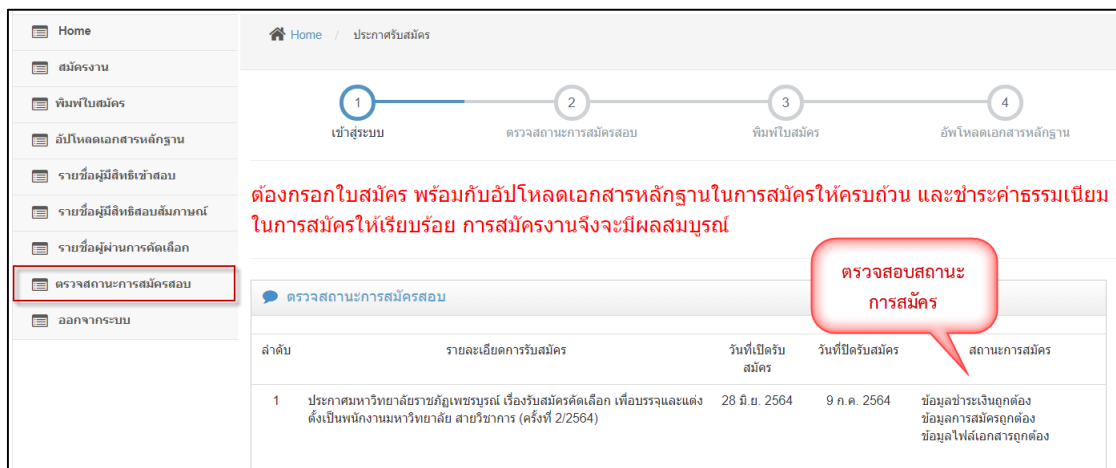 Home
สมัครงาน
พิมพ์ใบสมัคร
อัปโหลดเอกสารหลักฐาน
รายชื่อผู้มีสิทธิเข้าสอบ
รายชื่อผู้มีสิทธิสอบสัมภาษณ์
รายชื่อผู้ผ่านการคัดเลือก
ตรวจสถานะการสมัครสอบ
ออกจากระบบ
Home / ประกาศรับสมัคร
1 2 3 4
เข้าสู่ระบบ ตรวจสถานะการสมัครสอบ พิมพ์ใบสมัคร อัพโหลดเอกสารหลักฐาน
ต้องกรอกใบสมัคร พร้อมกับอัปโหลดเอกสารหลักฐานในการสมัครให้ครบถ้วน และชำระค่าธรรมเนียม
ในการสมัครให้เรียบร้อย การสมัครงานจึงจะมีผลสมบูรณ์
ตรวจสอบสถานะ
การสมัคร
ตรวจสถานะการสมัครสอบ
ลำดับ รายละเอียดการรับสมัคร วันที่เปิดรับ วันที่ปิดรับสมัคร สถานะการสมัคร
สมัคร
1 ประกาศมหาวิทยาลัยราชภัฏเพชรบูรณ์ เรื่องรับสมัครคัดเลือก เพื่อบรรจุและแต่ง 28 มิ.ย. 2564 9 ก.ค. 2564 ข้อมูลชำระเงินถูกต้อง
ตั้งเป็นพนักงานมหาวิทยาลัย สายวิชาการ (ครั้งที่ 2/2564) ข้อมูลการสมัครถูกต้อง
ข้อมูลไฟล์เอกสารถูกต้อง